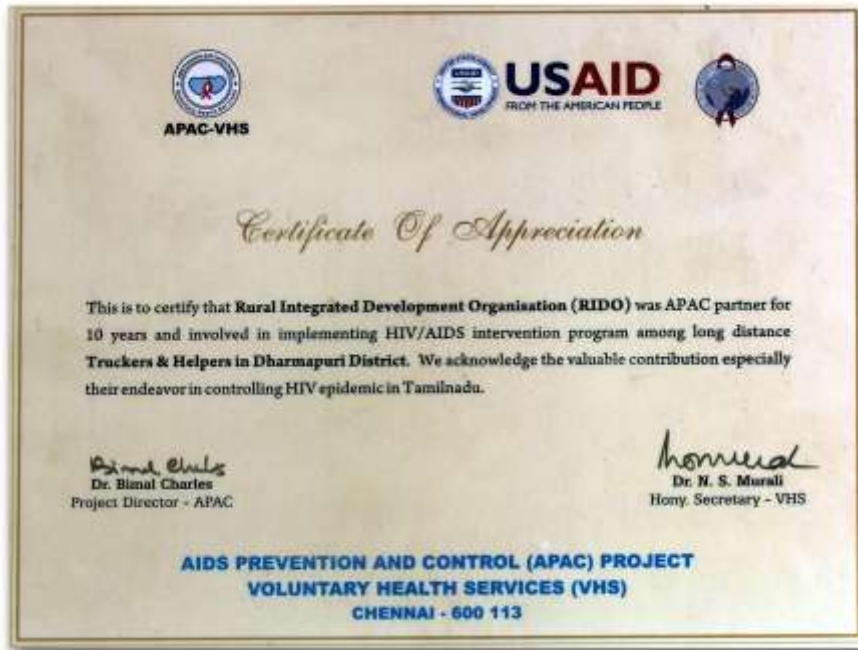 APAC-VHS
USAID
FROM THE AMERICAN PEOPLE
Certificate Of Appreciation
This is to certify that Rural Integrated Development Organisation (RIDO) was APAC partner for
10 years and involved in implementing HIV/AIDS intervention program among long distance
Truckers & Helpers in Dharmapuri District. We acknowledge the valuable contribution especially
their endeavor in controlling HIV epidemic in Tamilnadu.
Dr. Bimal Charles
Project Director - APAC
Dr. N. S. Murali
Hony. Secretary - VHS
AIDS PREVENTION AND CONTROL (APAC) PROJECT
VOLUNTARY HEALTH SERVICES (VHS)
CHENNAI - 600 113